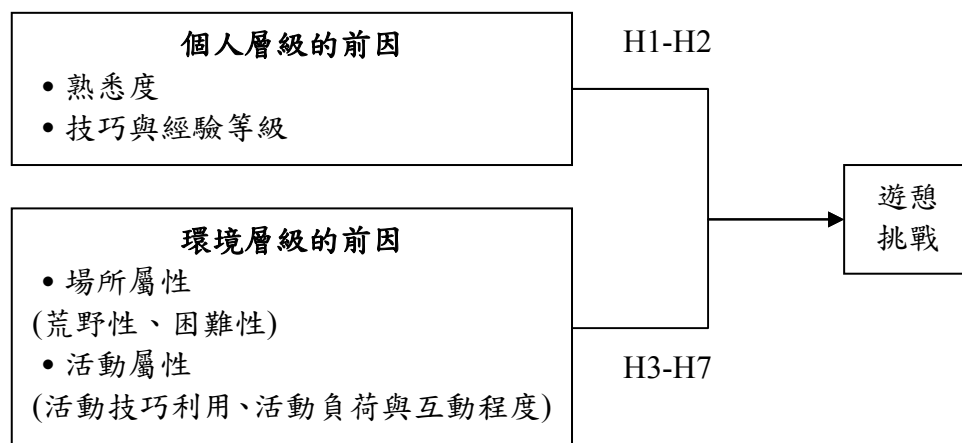 個人層級的前因
• 熟悉度
• 技巧與經驗等級
H1-H2
環境層級的前因
• 場所屬性
(荒野性、困難性)
• 活動屬性
(活動技巧利用、活動負荷與互動程度)
H3-H7
遊憩
挑戰